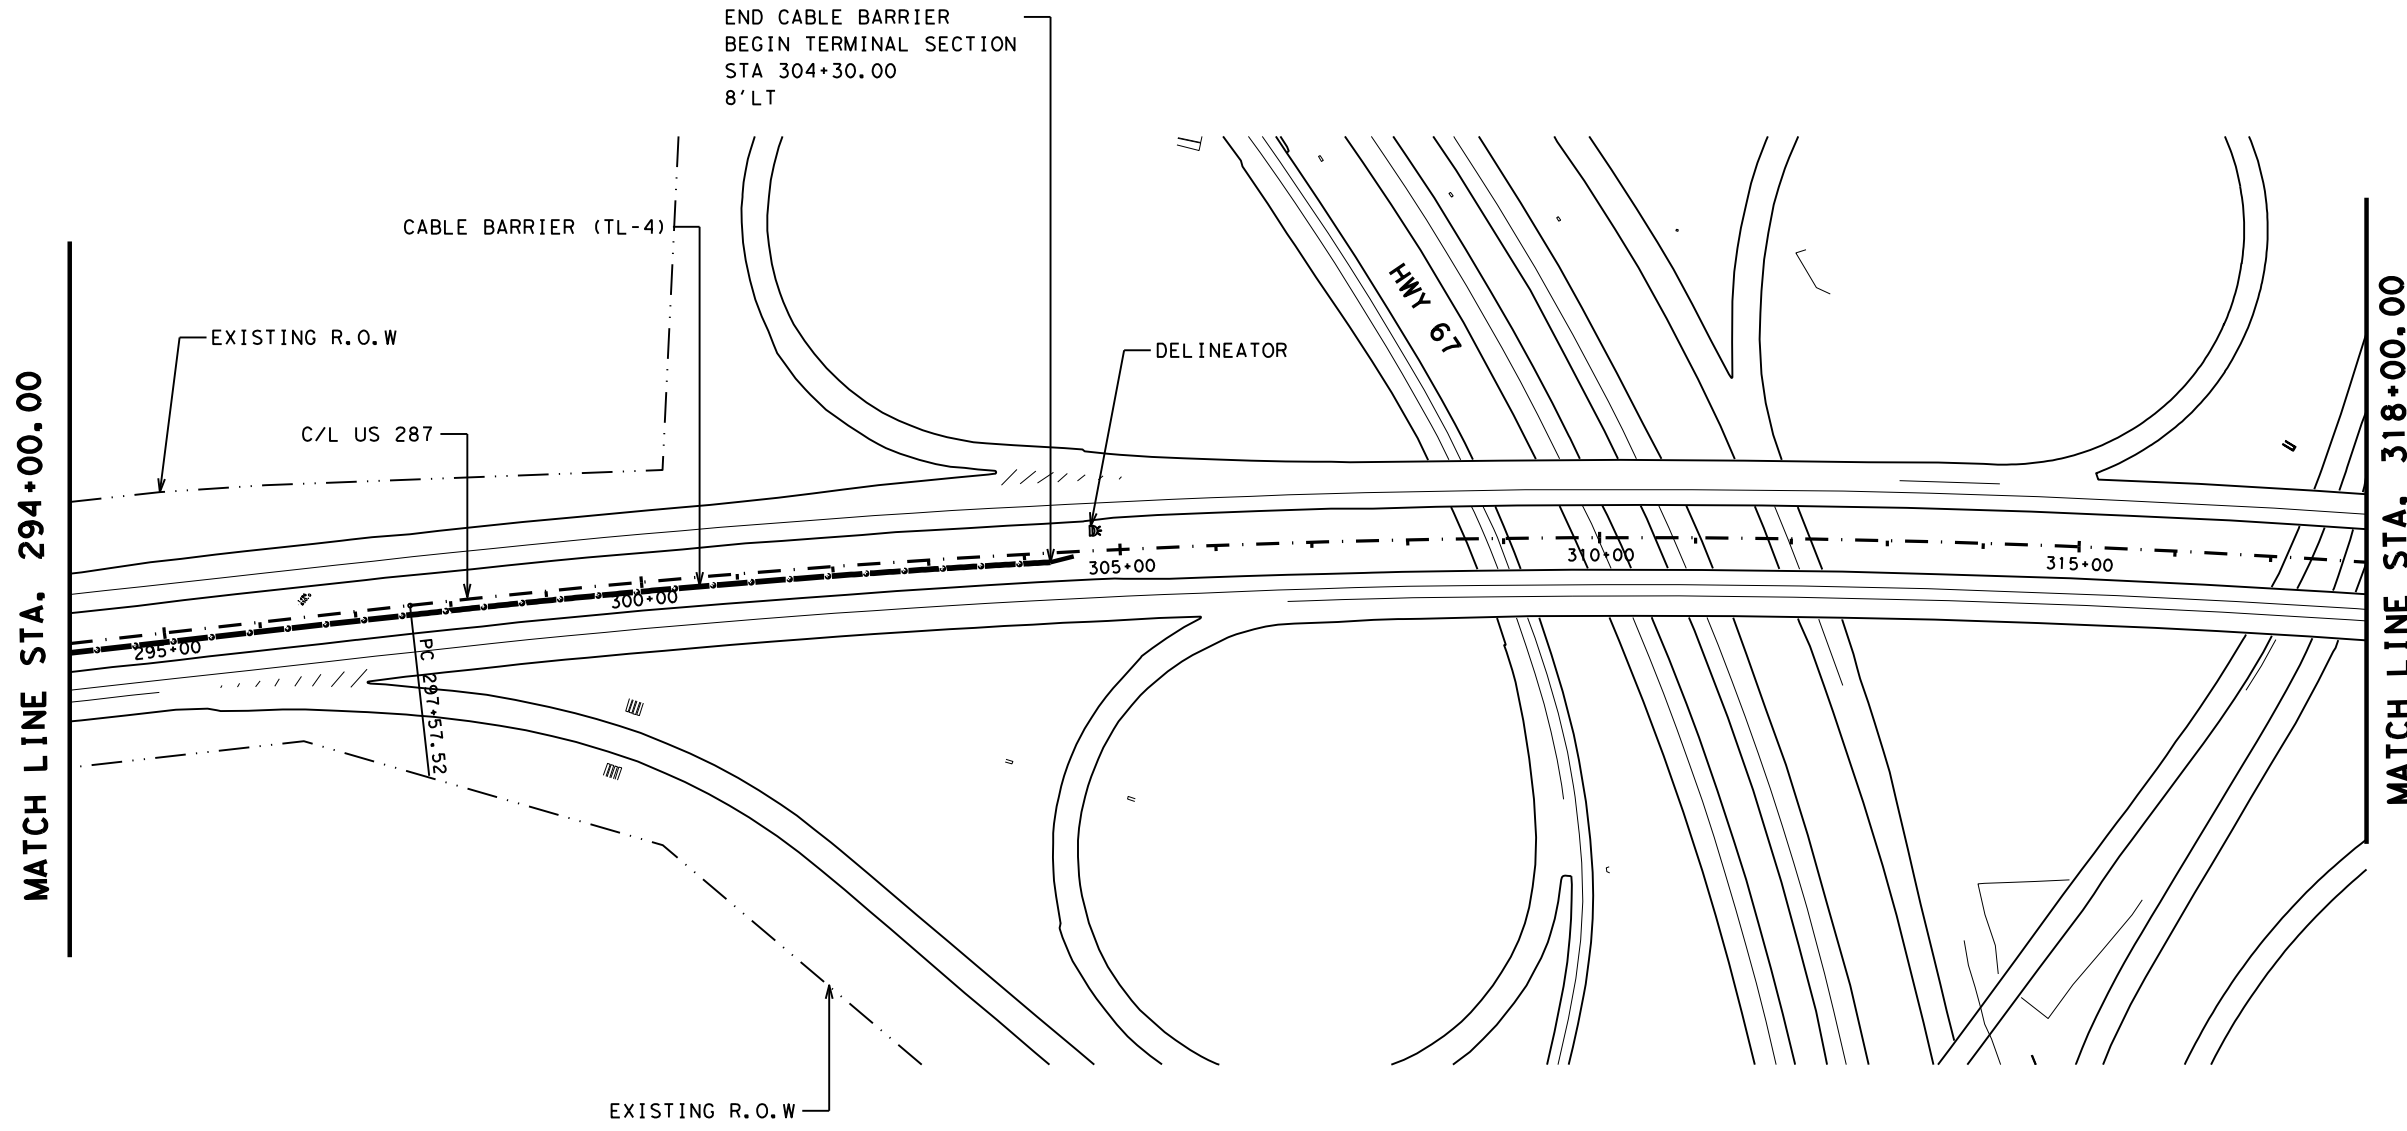 END CABLE BARRIER
BEGIN TERMINAL SECTION
STA 304+30.00
8'LT
CABLE BARRIER (TL-4)
HWY 67
EXISTING R.O.W
DELINEATOR
C/L US 287
MATCH LINE STA. 294+00.00
MATCH LINE STA. 318+00.00
295+00
300+00
305+00
310+00
315+00
PC 297+57.52
EXISTING R.O.W